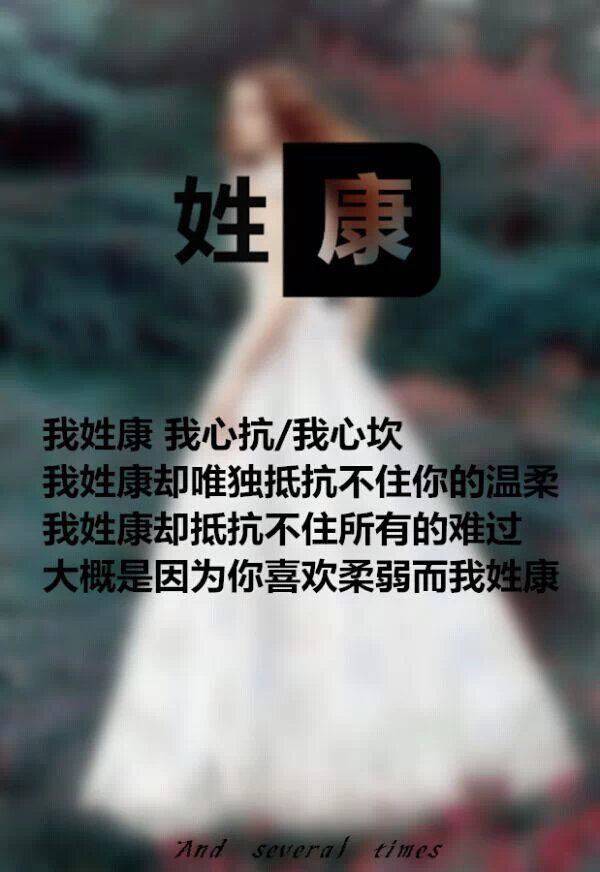 姓康
我姓康 我心抗/我心坎
我姓康却唯独抵抗不住你的温柔
我姓康却抵抗不住所有的难过
大概是因为你喜欢柔弱而我姓康
And several times